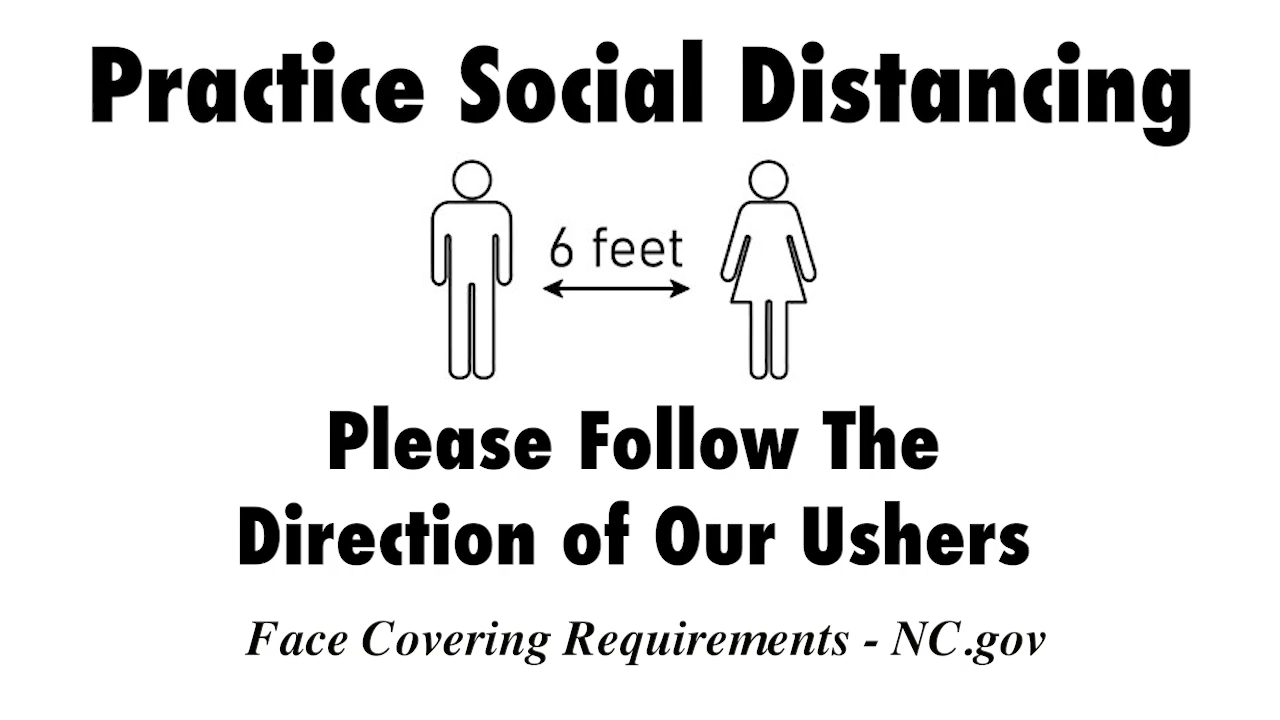 Practice Social Distancing
6 feet
Please Follow The
Direction of Our Ushers
Face Covering Requirements - NC.gov